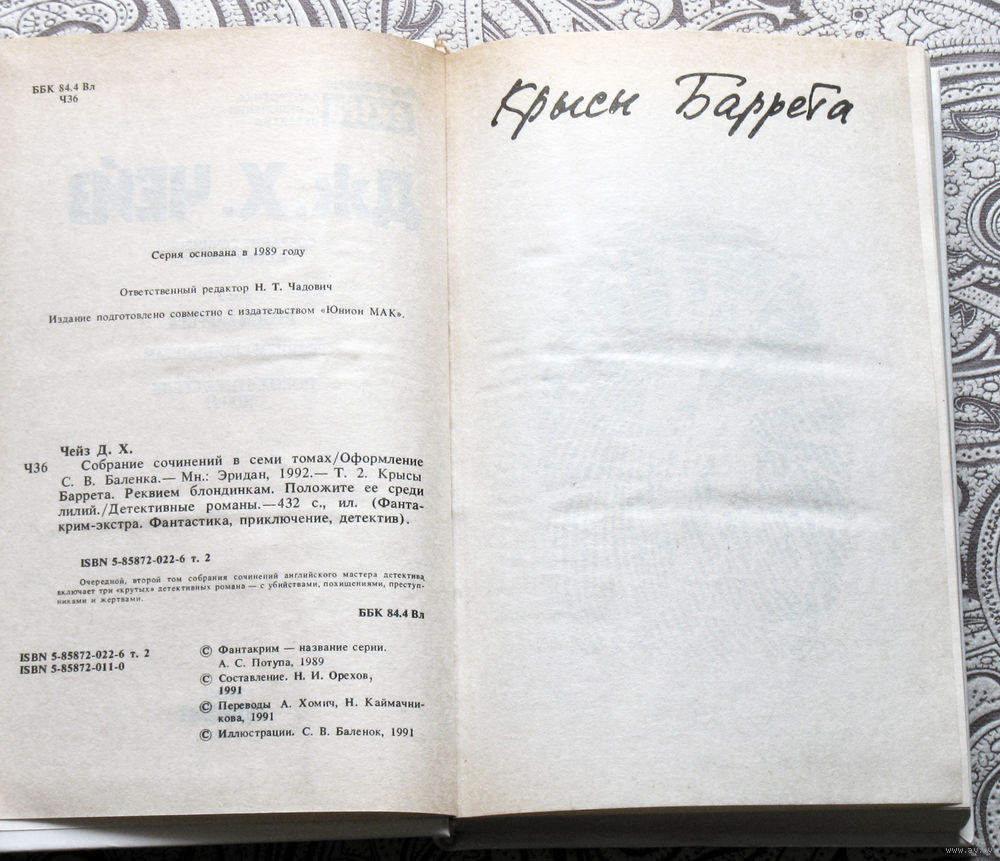 ББК 84.4 Вл
Ч36
Серия основана в 1989 году
Ответственный редактор Н. Т. Чадович
Издание подготовлено совместно с издательством «Юнион МАК».
Чейз Д. Х.
Ч36 Собрание сочинений в семи томах/Оформление
С. В. Баленка.— Мн.: Эридан, 1992.— Т. 2. Крысы
Баррета. Реквием блондинкам. Положите ее среди
лилий./Детективные романы.—432 с., ил. (Фанта-
крим-экстра. Фантастика, приключение, детектив).
ISBN 5-85872-022-6 т. 2
Очередной, второй том собрания сочинений английского мастера детектива,
включает три «крутых» детективных романа — с убийствами, похищениями, преступ-
никами и жертвами.
ББК 84.4 Вл
ISBN 5-85872-022-6 т. 2
ISBN 5-85872-011-0
© Фантакрим — название серии.
А. С. Потупа, 1989
© Составление. Н. И. Орехов,
1991
© Переводы А. Хомич, Н. Каймачни-
кова, 1991
© Иллюстрации. С. В. Баленок, 1991
Крысы Баррета